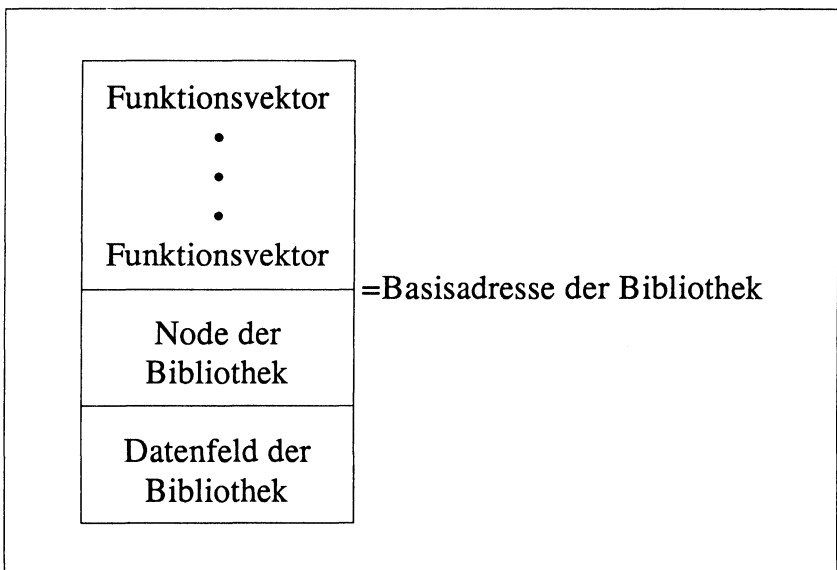 Funktionsvektor
•
•
•
Funktionsvektor
=Basisadresse der Bibliothek
Node der
Bibliothek
Datenfeld der
Bibliothek